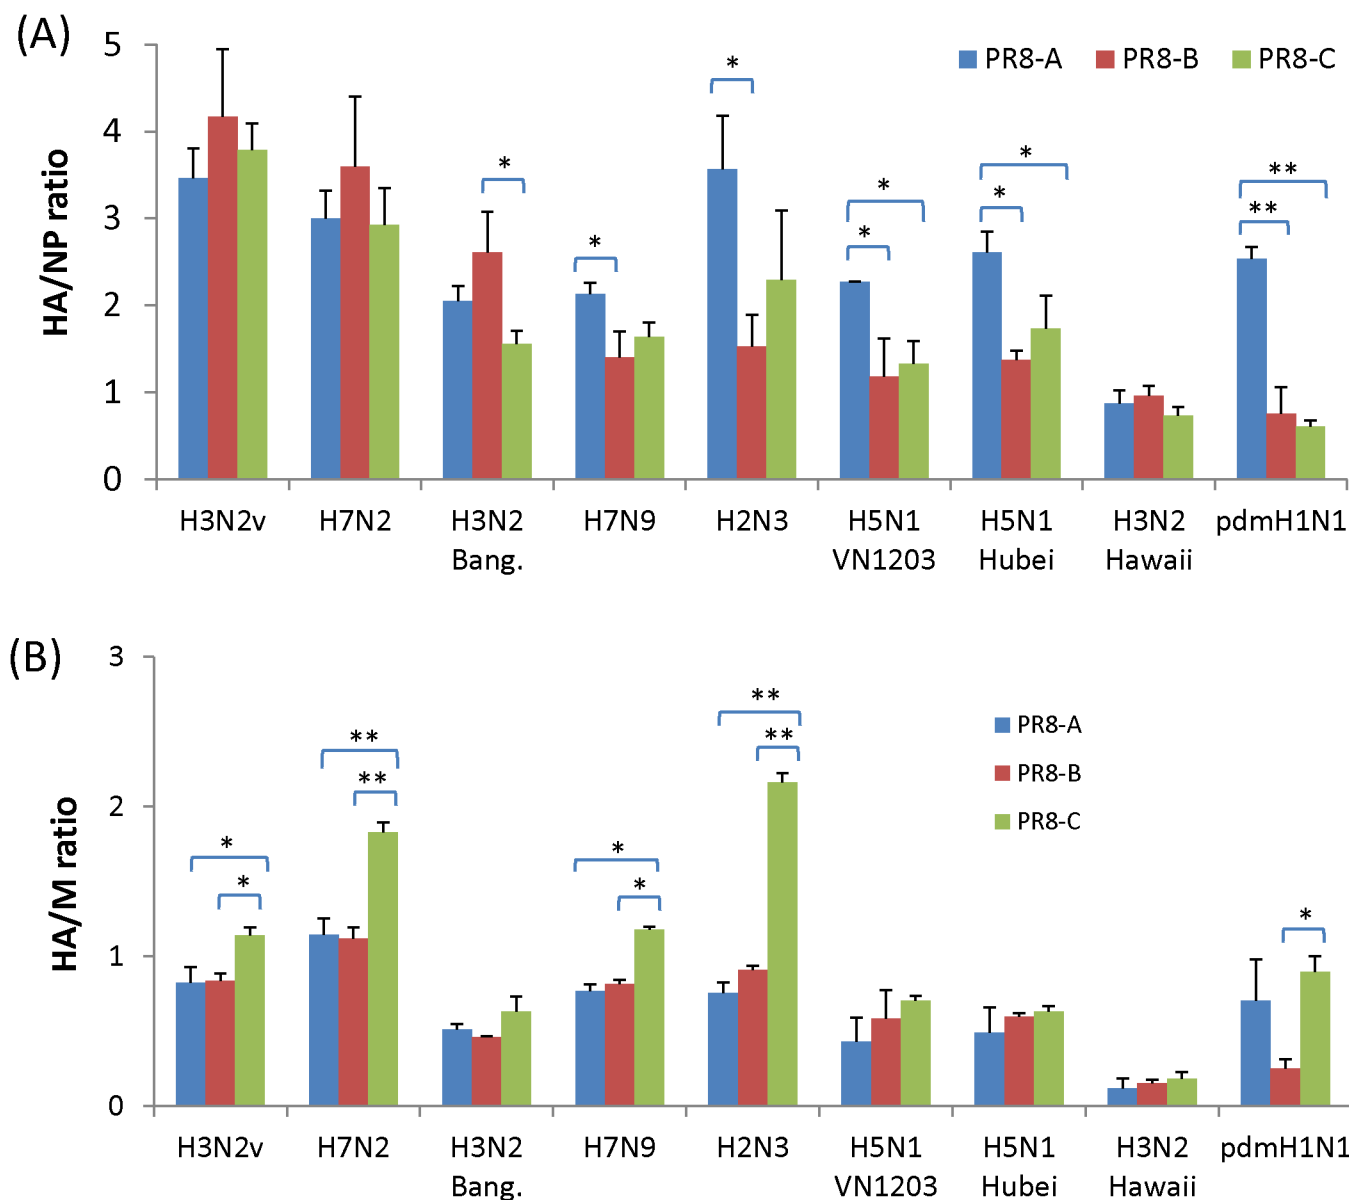 (A)
PR8-A PR8-B PR8-C
HA/NP ratio
5
4
3
2
1
0
*
*
*
*
*
*
*
**
**
H3N2v H7N2 H3N2 Bang. H7N9 H2N3 H5N1 VN1203 H5N1 Hubei H3N2 Hawaii pdmH1N1
(B)
PR8-A
PR8-B
PR8-C
HA/M ratio
3
2
1
0
*
*
**
**
*
*
**
**
*
H3N2v H7N2 H3N2 Bang. H7N9 H2N3 H5N1 VN1203 H5N1 Hubei H3N2 Hawaii pdmH1N1